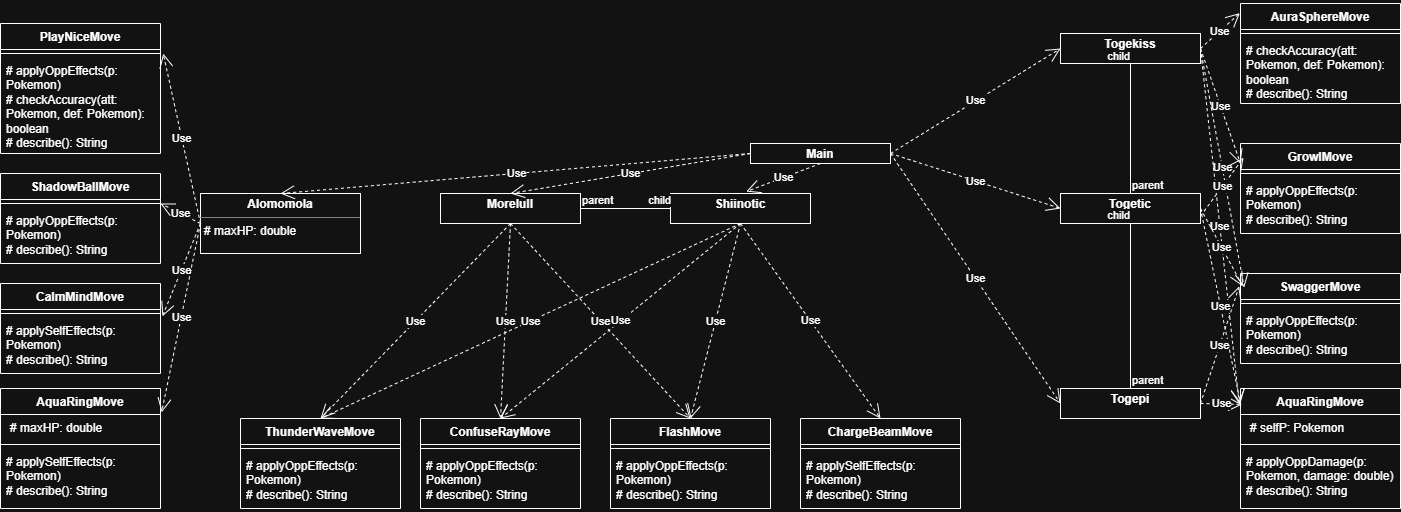 PlayNiceMove
# applyOppEffects(p:
Pokemon)
# checkAccuracy(att:
Pokemon, def: Pokemon):
boolean
# describe(): String
ShadowBallMove
# applyOppEffects(p:
Pokemon)
# describe(): String
CalmMindMove
# applySelfEffects(p:
Pokemon)
# describe(): String
AquaRingMove
# maxHP: double
# applySelfEffects(p:
Pokemon)
# describe(): String
Use
Use
Use
Use
Alomomola
# maxHP: double
Main
Use
Use
Use
Use
Use
Use
Morelull
parent
child
Shiinotic
Use
Use
Use
Use
Use
Use
Use
ThunderWaveMove
# applyOppEffects(p:
Pokemon)
# describe(): String
ConfuseRayMove
# applyOppEffects(p:
Pokemon)
# describe(): String
FlashMove
# applyOppEffects(p:
Pokemon)
# describe(): String
ChargeBeamMove
# applySelfEffects(p:
Pokemon)
# describe(): String
Togekiss
child
parent
Togetic
child
parent
Togepi
Use
Use
Use
Use
Use
Use
Use
Use
Use
AuraSphereMove
# checkAccuracy(att:
Pokemon, def: Pokemon):
boolean
# describe(): String
GrowlMove
# applyOppEffects(p:
Pokemon)
# describe(): String
SwaggerMove
# applyOppEffects(p:
Pokemon)
# describe(): String
AquaRingMove
# selfP: Pokemon
# applyOppDamage(p:
Pokemon, damage: double)
# describe(): String